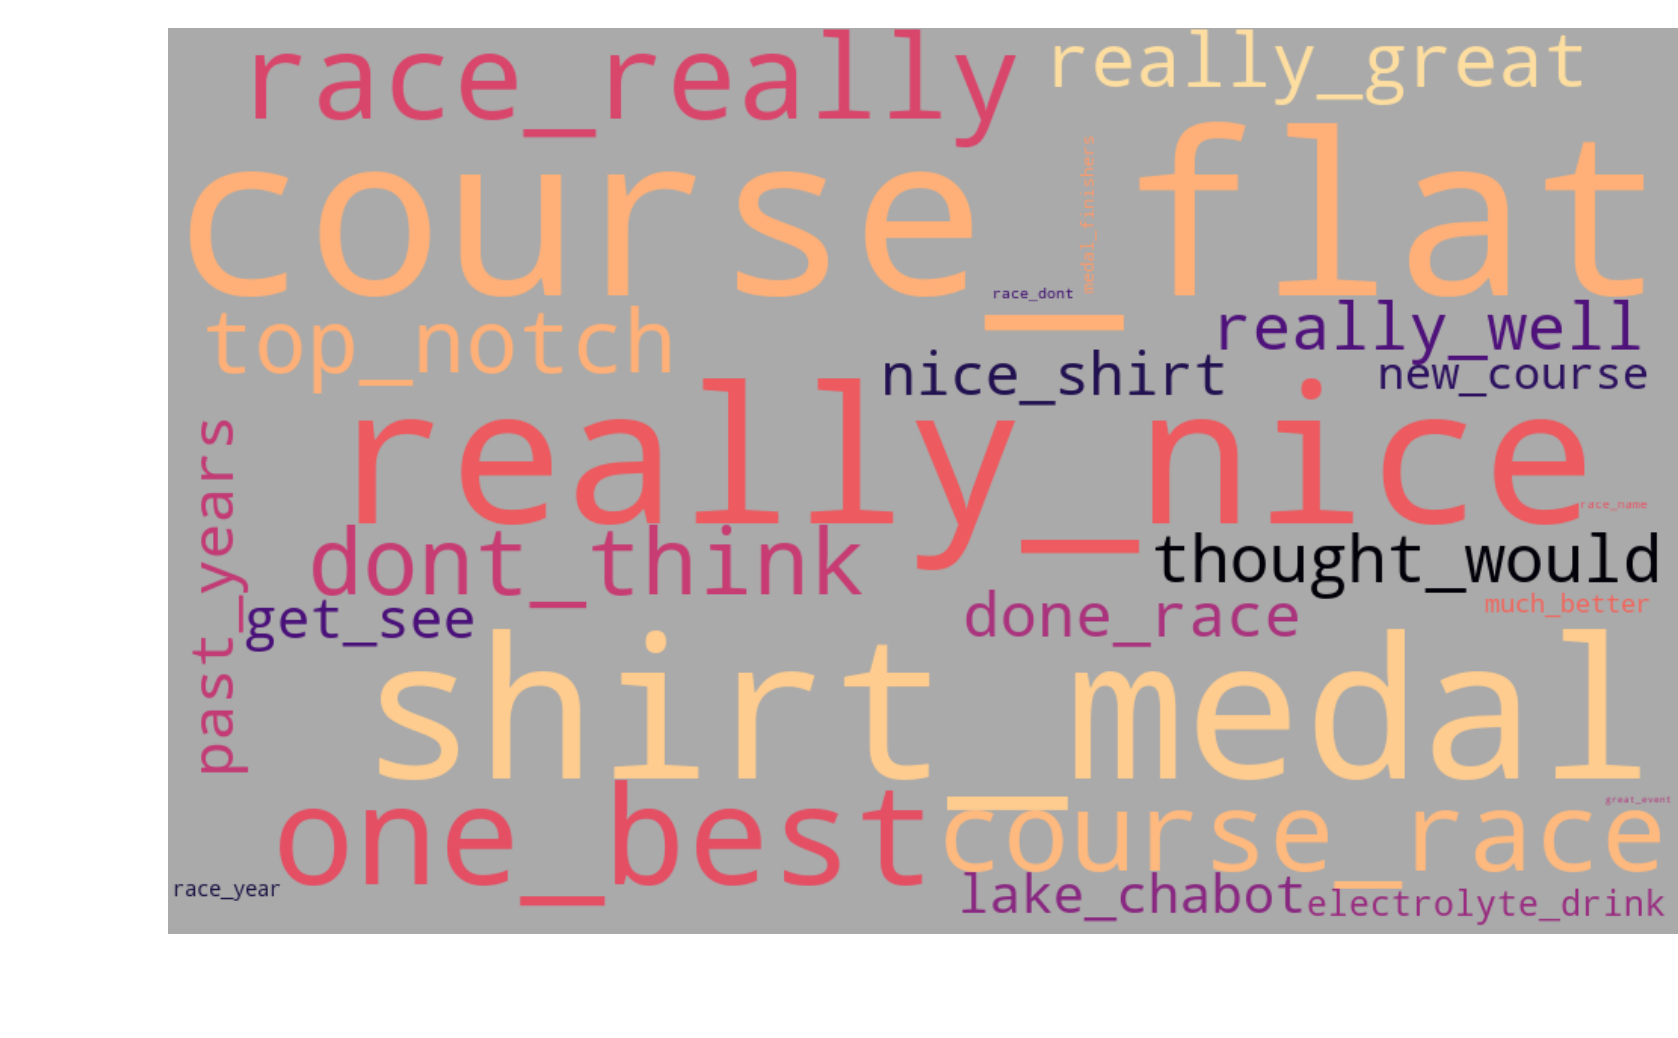 race_really
really_great
course_flat
medal_finishers
race_dont
top_notch
really_well
nice_shirt
new_course
past_years
really_nice
race_name
dont_think
thought_would
get_see
done_race
much_better
shirt_medal
one_best
course_race
great_event
race_year
lake_chabot
electrolyte_drink